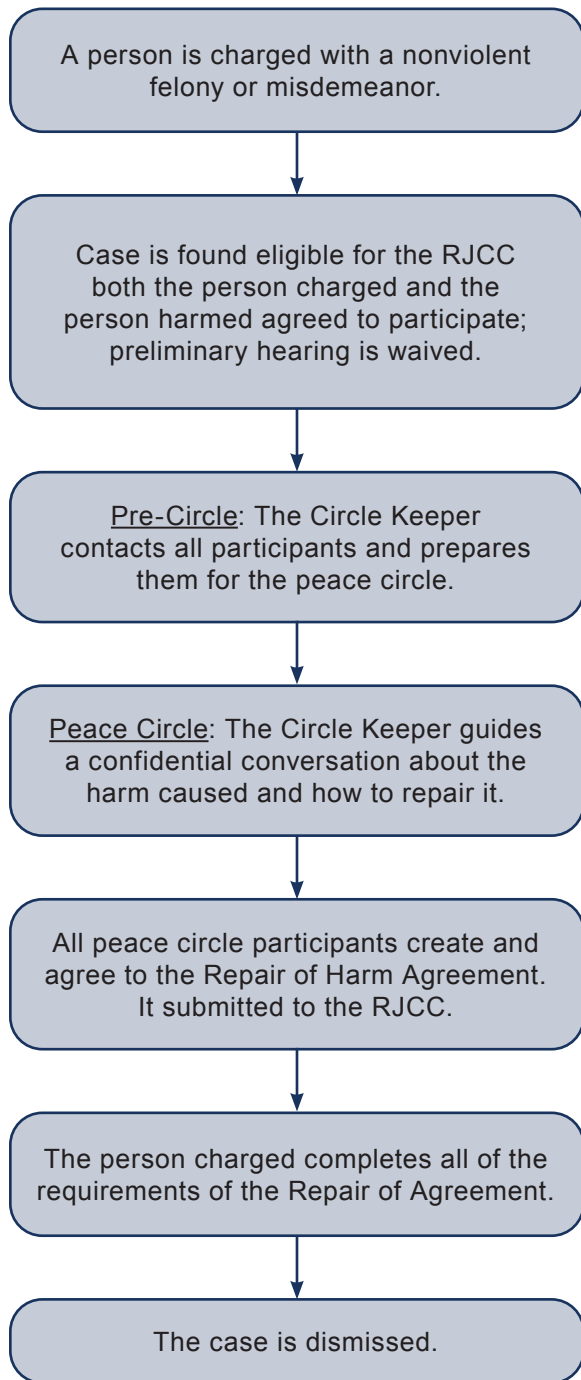 A person is charged with a nonviolent
felony or misdemeanor.
Case is found eligible for the RJCC
both the person charged and the
person harmed agreed to participate;
preliminary hearing is waived.
Pre-Circle: The Circle Keeper
contacts all participants and prepares
them for the peace circle.
Peace Circle: The Circle Keeper guides
a confidential conversation about the
harm caused and how to repair it.
All peace circle participants create and
agree to the Repair of Harm Agreement.
It submitted to the RJCC.
The person charged completes all of the
requirements of the Repair of Agreement.
The case is dismissed.